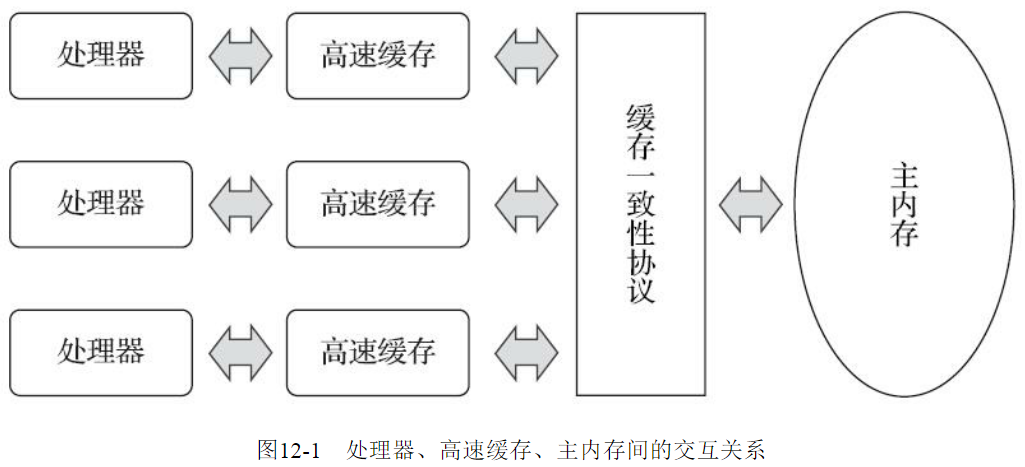 处理器
高速缓存
处理器
高速缓存
处理器
高速缓存
缓存一致性协议
主内存
图12-1 处理器、高速缓存、主内存间的交互关系